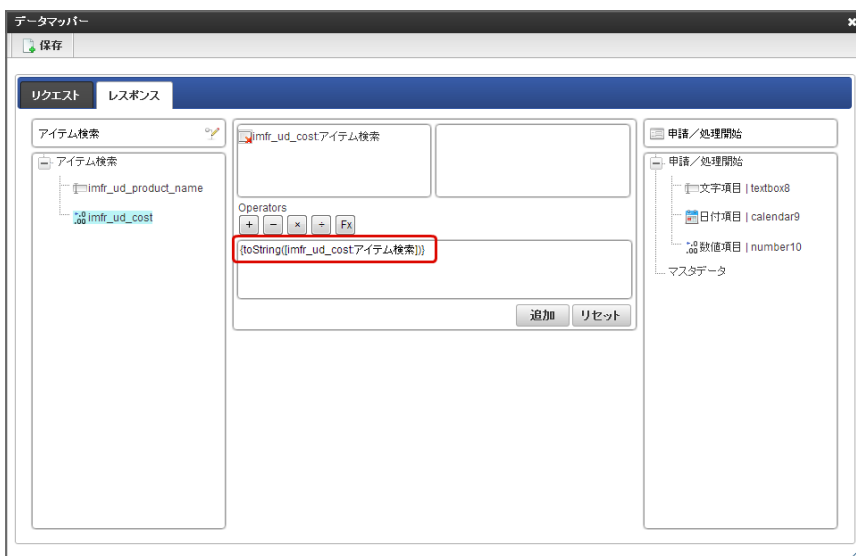 データマッパー
保存
リクエスト
レスポンス
アイテム検索
アイテム検索
imfr_ud_product_name
imfr_ud_cost
imfr_ud_cost:アイテム検索
Operators
+ − × ÷ Fx
{toString([imfr_ud_cost:アイテム検索])}
追加
リセット
申請／処理開始
申請／処理開始
文字項目 | textbox8
日付項目 | calendar9
数値項目 | number10
マスタデータ